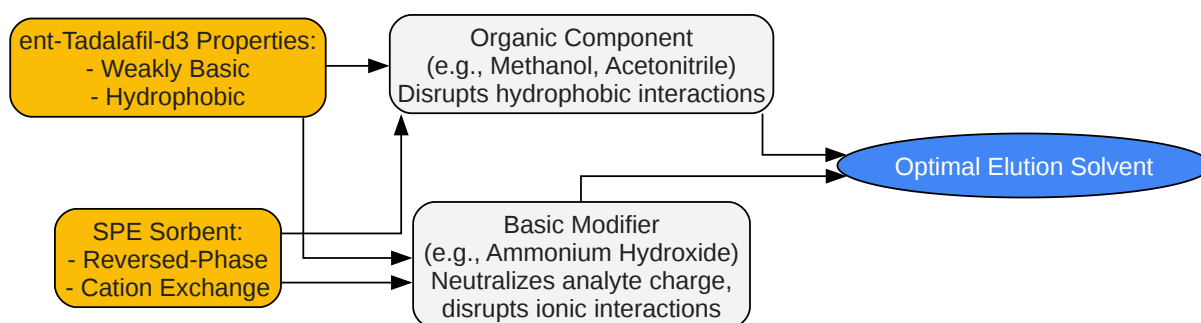 ent-Tadalafil-d3 Properties:
- Weakly Basic
- Hydrophobic
Organic Component
(e.g., Methanol, Acetonitrile)
Disrupts hydrophobic interactions
Optimal Elution Solvent
SPE Sorbent:
- Reversed-Phase
- Cation Exchange
Basic Modifier
(e.g., Ammonium Hydroxide)
Neutralizes analyte charge,
disrupts ionic interactions